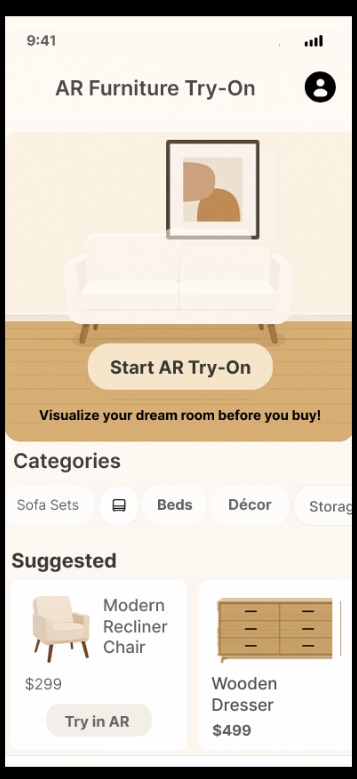 9:41
AR Furniture Try-On
Start AR Try-On
Visualize your dream room before you buy!
Categories
Sofa Sets
Beds
Décor
Storag
Suggested
Modern
Recliner
Chair
$299
Try in AR
Wooden
Dresser
$499